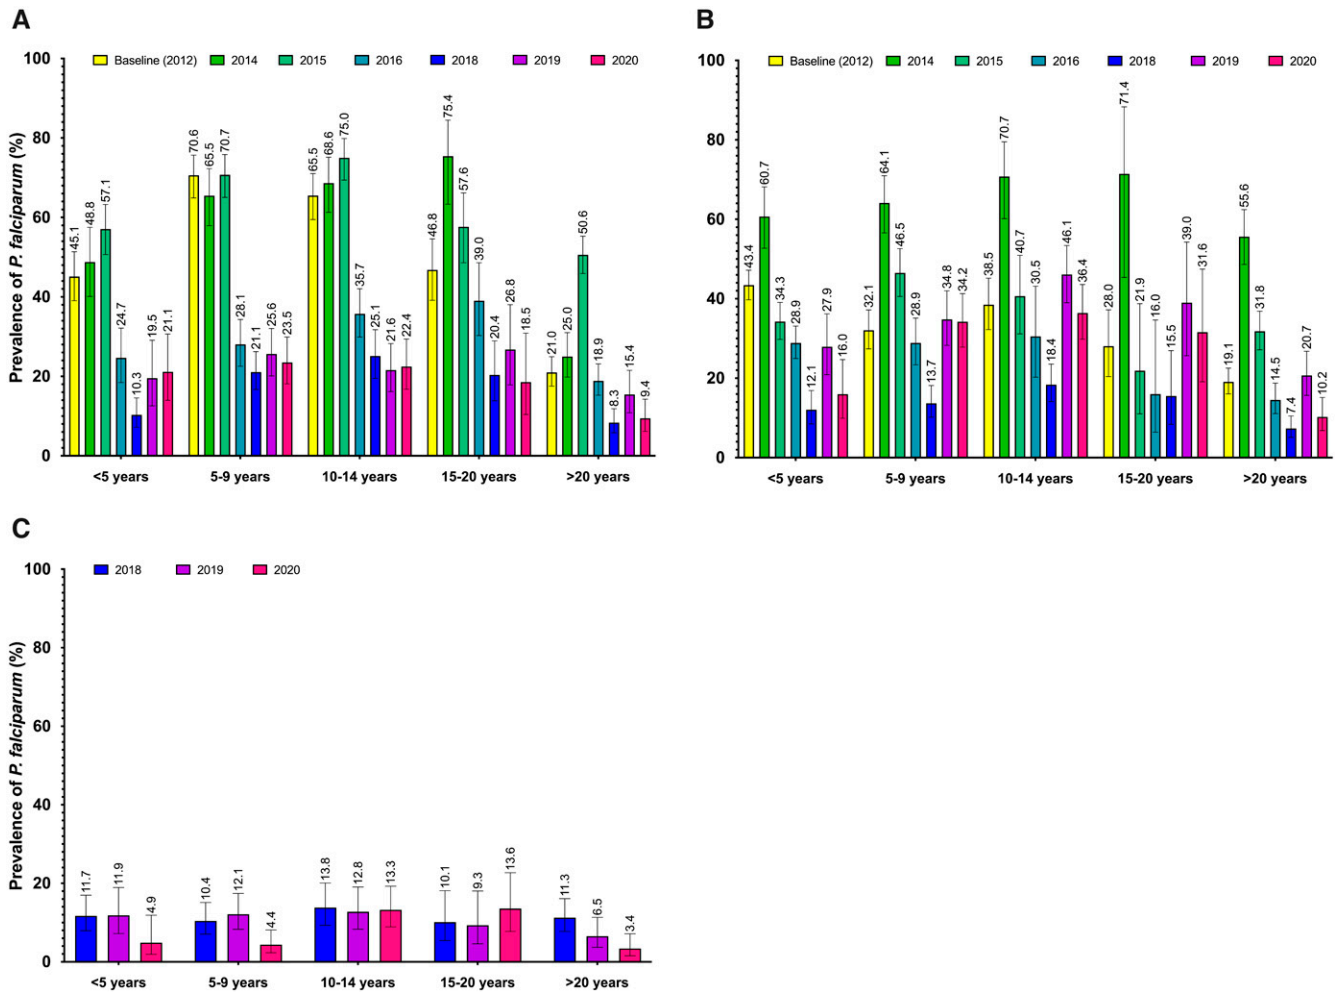 A
Prevalence of P. falciparum (%)
100
80
60
40
20
0
Baseline (2012) 2014 2015 2016 2018 2019 2020
45.1 48.8 57.1 24.7 10.3 19.5 21.1
70.6 65.5 70.7 28.1 21.1 25.6 23.5
65.5 68.6 75.0 35.7 25.1 21.6 22.4
46.8 75.4 57.6 39.0 20.4 26.8 18.5
21.0 25.0 50.6 18.9 8.3 15.4 9.4
<5 years 5-9 years 10-14 years 15-20 years >20 years
B
100
80
60
40
20
0
Baseline (2012) 2014 2015 2016 2018 2019 2020
43.4 60.7 34.3 28.9 12.1 27.9 16.0
32.1 64.1 46.5 28.9 13.7 34.8 34.2
38.5 70.7 40.7 30.5 18.4 46.1 36.4
28.0 71.4 21.9 16.0 15.5 39.0 31.6
19.1 55.6 31.8 14.5 7.4 20.7 10.2
<5 years 5-9 years 10-14 years 15-20 years >20 years
C
Prevalence of P. falciparum (%)
100
80
60
40
20
0
2018 2019 2020
11.7 11.9 4.9
10.4 12.1 4.4
13.8 12.8 13.3
10.1 9.3 13.6
11.3 6.5 3.4
<5 years 5-9 years 10-14 years 15-20 years >20 years